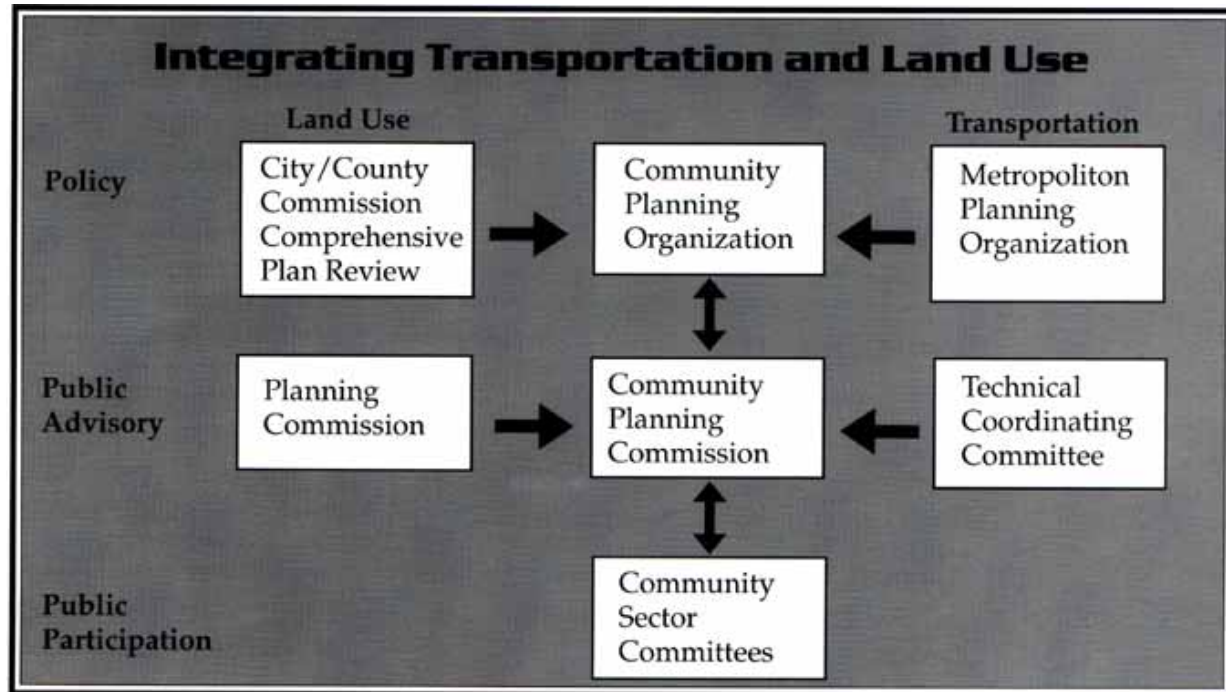 Integrating Transportation and Land Use
Land Use
Transportation
Policy
City/County
Commission
Comprehensive
Plan Review
Community
Planning
Organization
Metropoliton
Planning
Organization
Public
Advisory
Planning
Commission
Community
Planning
Commission
Technical
Coordinating
Committee
Public
Participation
Community
Sector
Committees